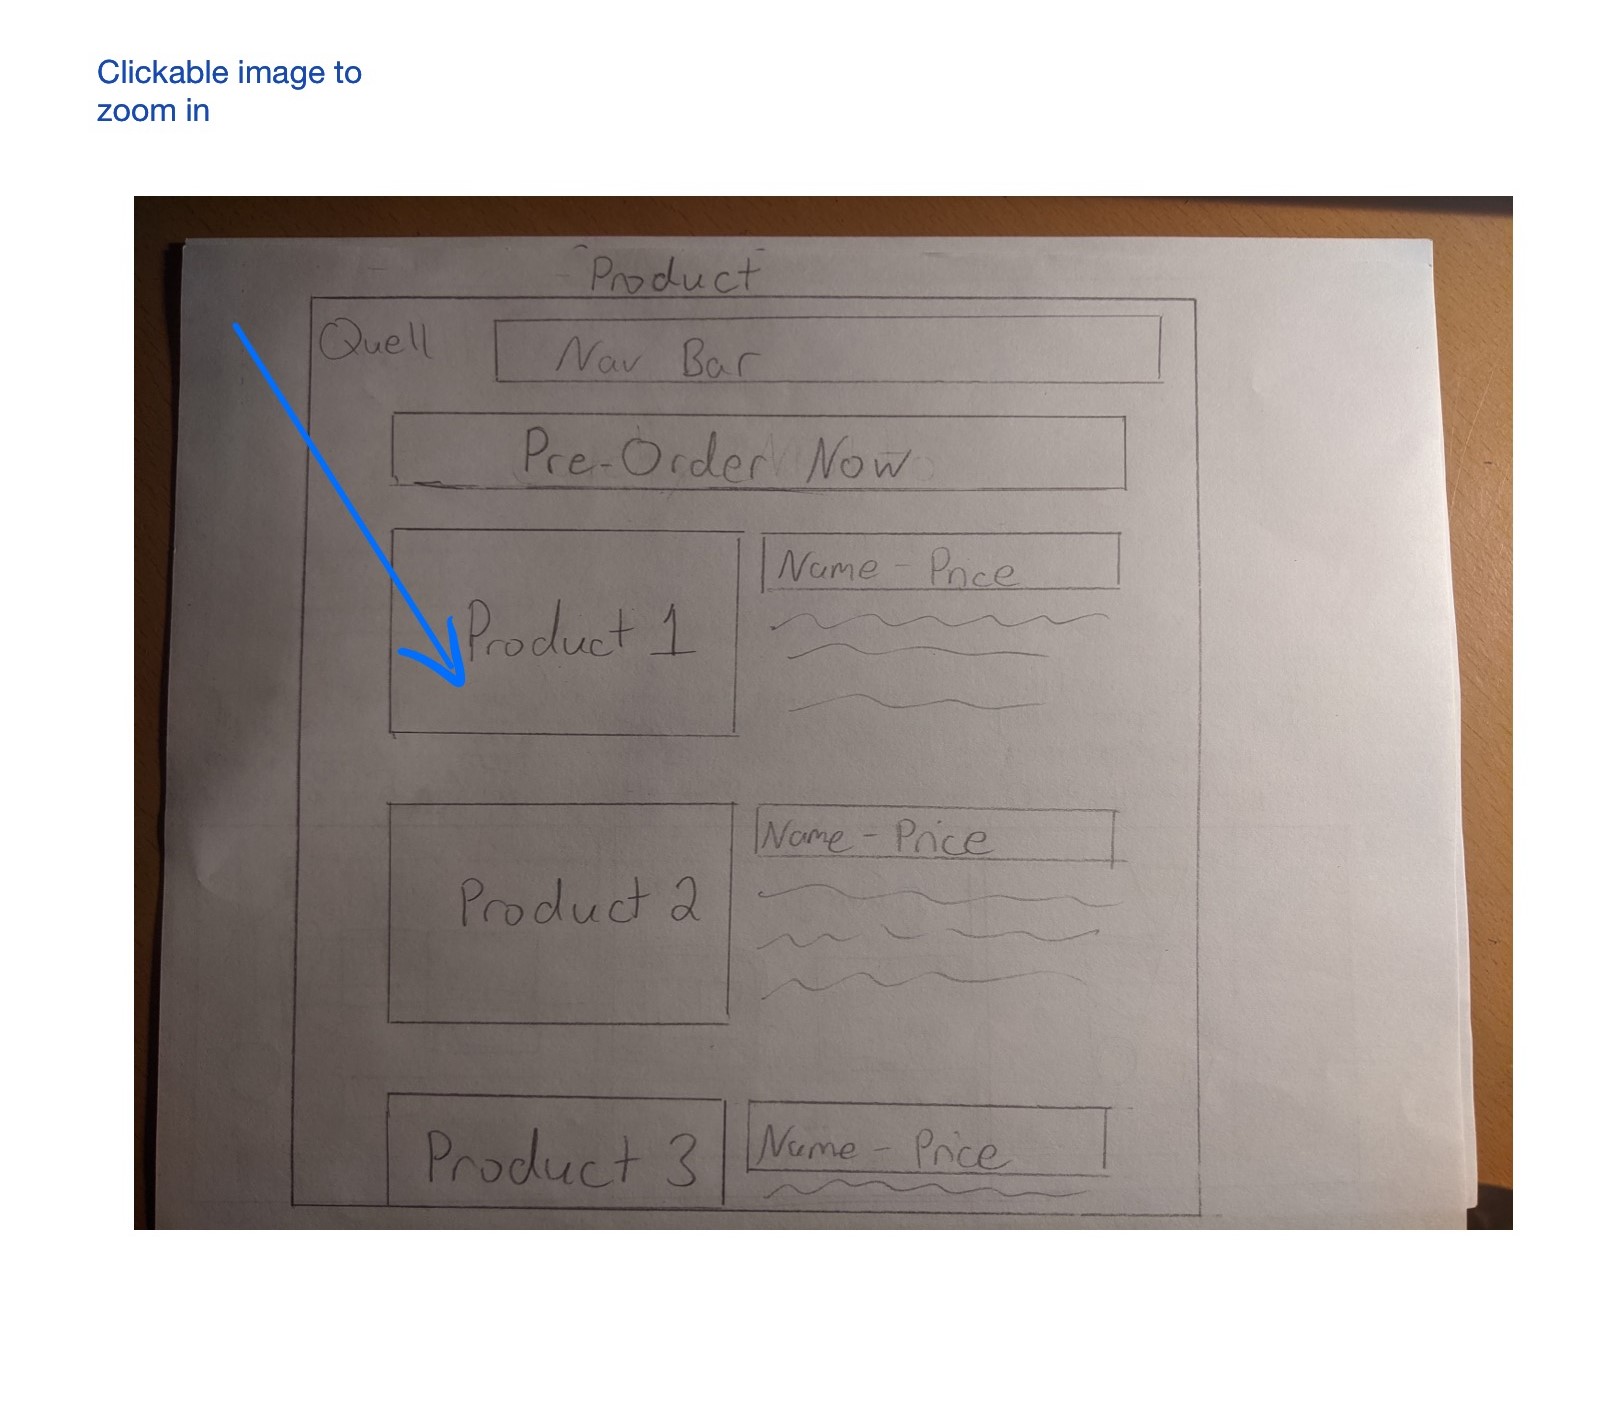 Clickable image to
zoom in
Product
Quell
Nav Bar
Pre-Order Now
Name - Price
Product 1
Name - Price
Product 2
Name - Price
Product 3